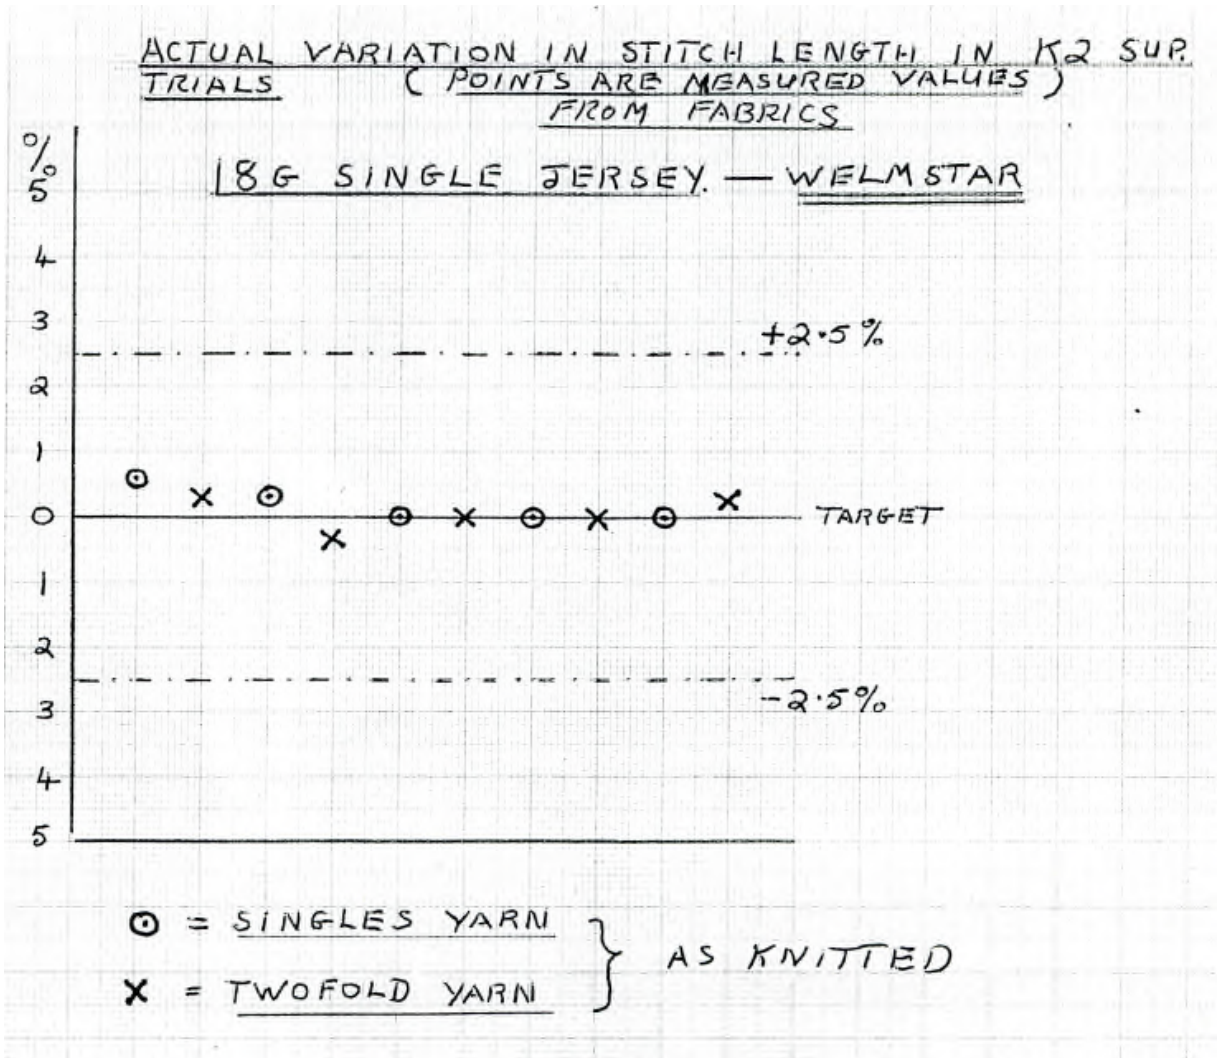 ACTUAL VARIATION IN STITCH LENGTH IN K2 SUP.
TRIALS (POINTS ARE MEASURED VALUES)
FROM FABRICS
%
18G SINGLE JERSEY. — WELMSTAR
5
4
3
+2.5%
2
1
0
TARGET
1
2
-2.5%
3
4
5
⊙ = SINGLES YARN
AS KNITTED
X = TWOFOLD YARN